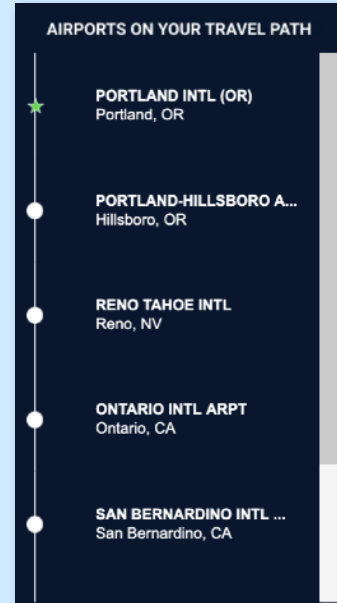 AIRPORTS ON YOUR TRAVEL PATH
PORTLAND INTL (OR)
Portland, OR
PORTLAND-HILLSBORO A...
Hillsboro, OR
RENO TAHOE INTL
Reno, NV
ONTARIO INTL ARPT
Ontario, CA
SAN BERNARDINO INTL ...
San Bernardino, CA